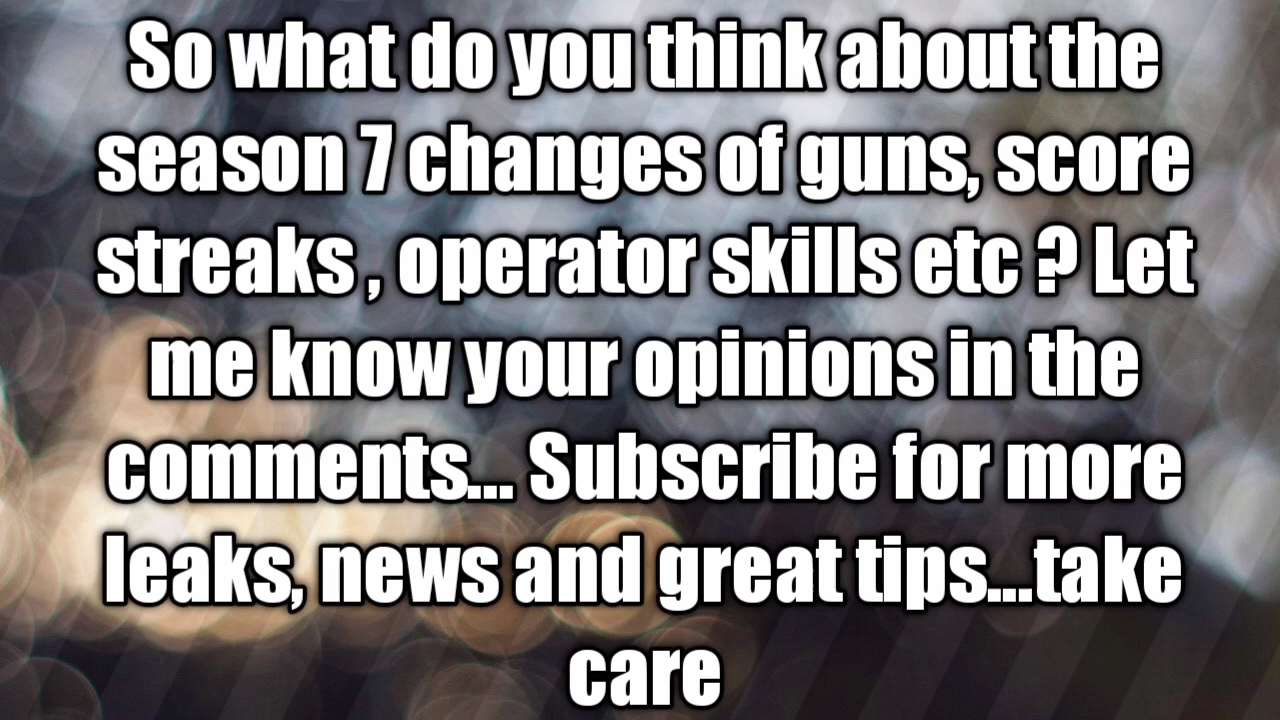 So what do you think about the
season 7 changes of guns, score
streaks , operator skills etc ? Let
me know your opinions in the
comments... Subscribe for more
leaks, news and great tips...take
care